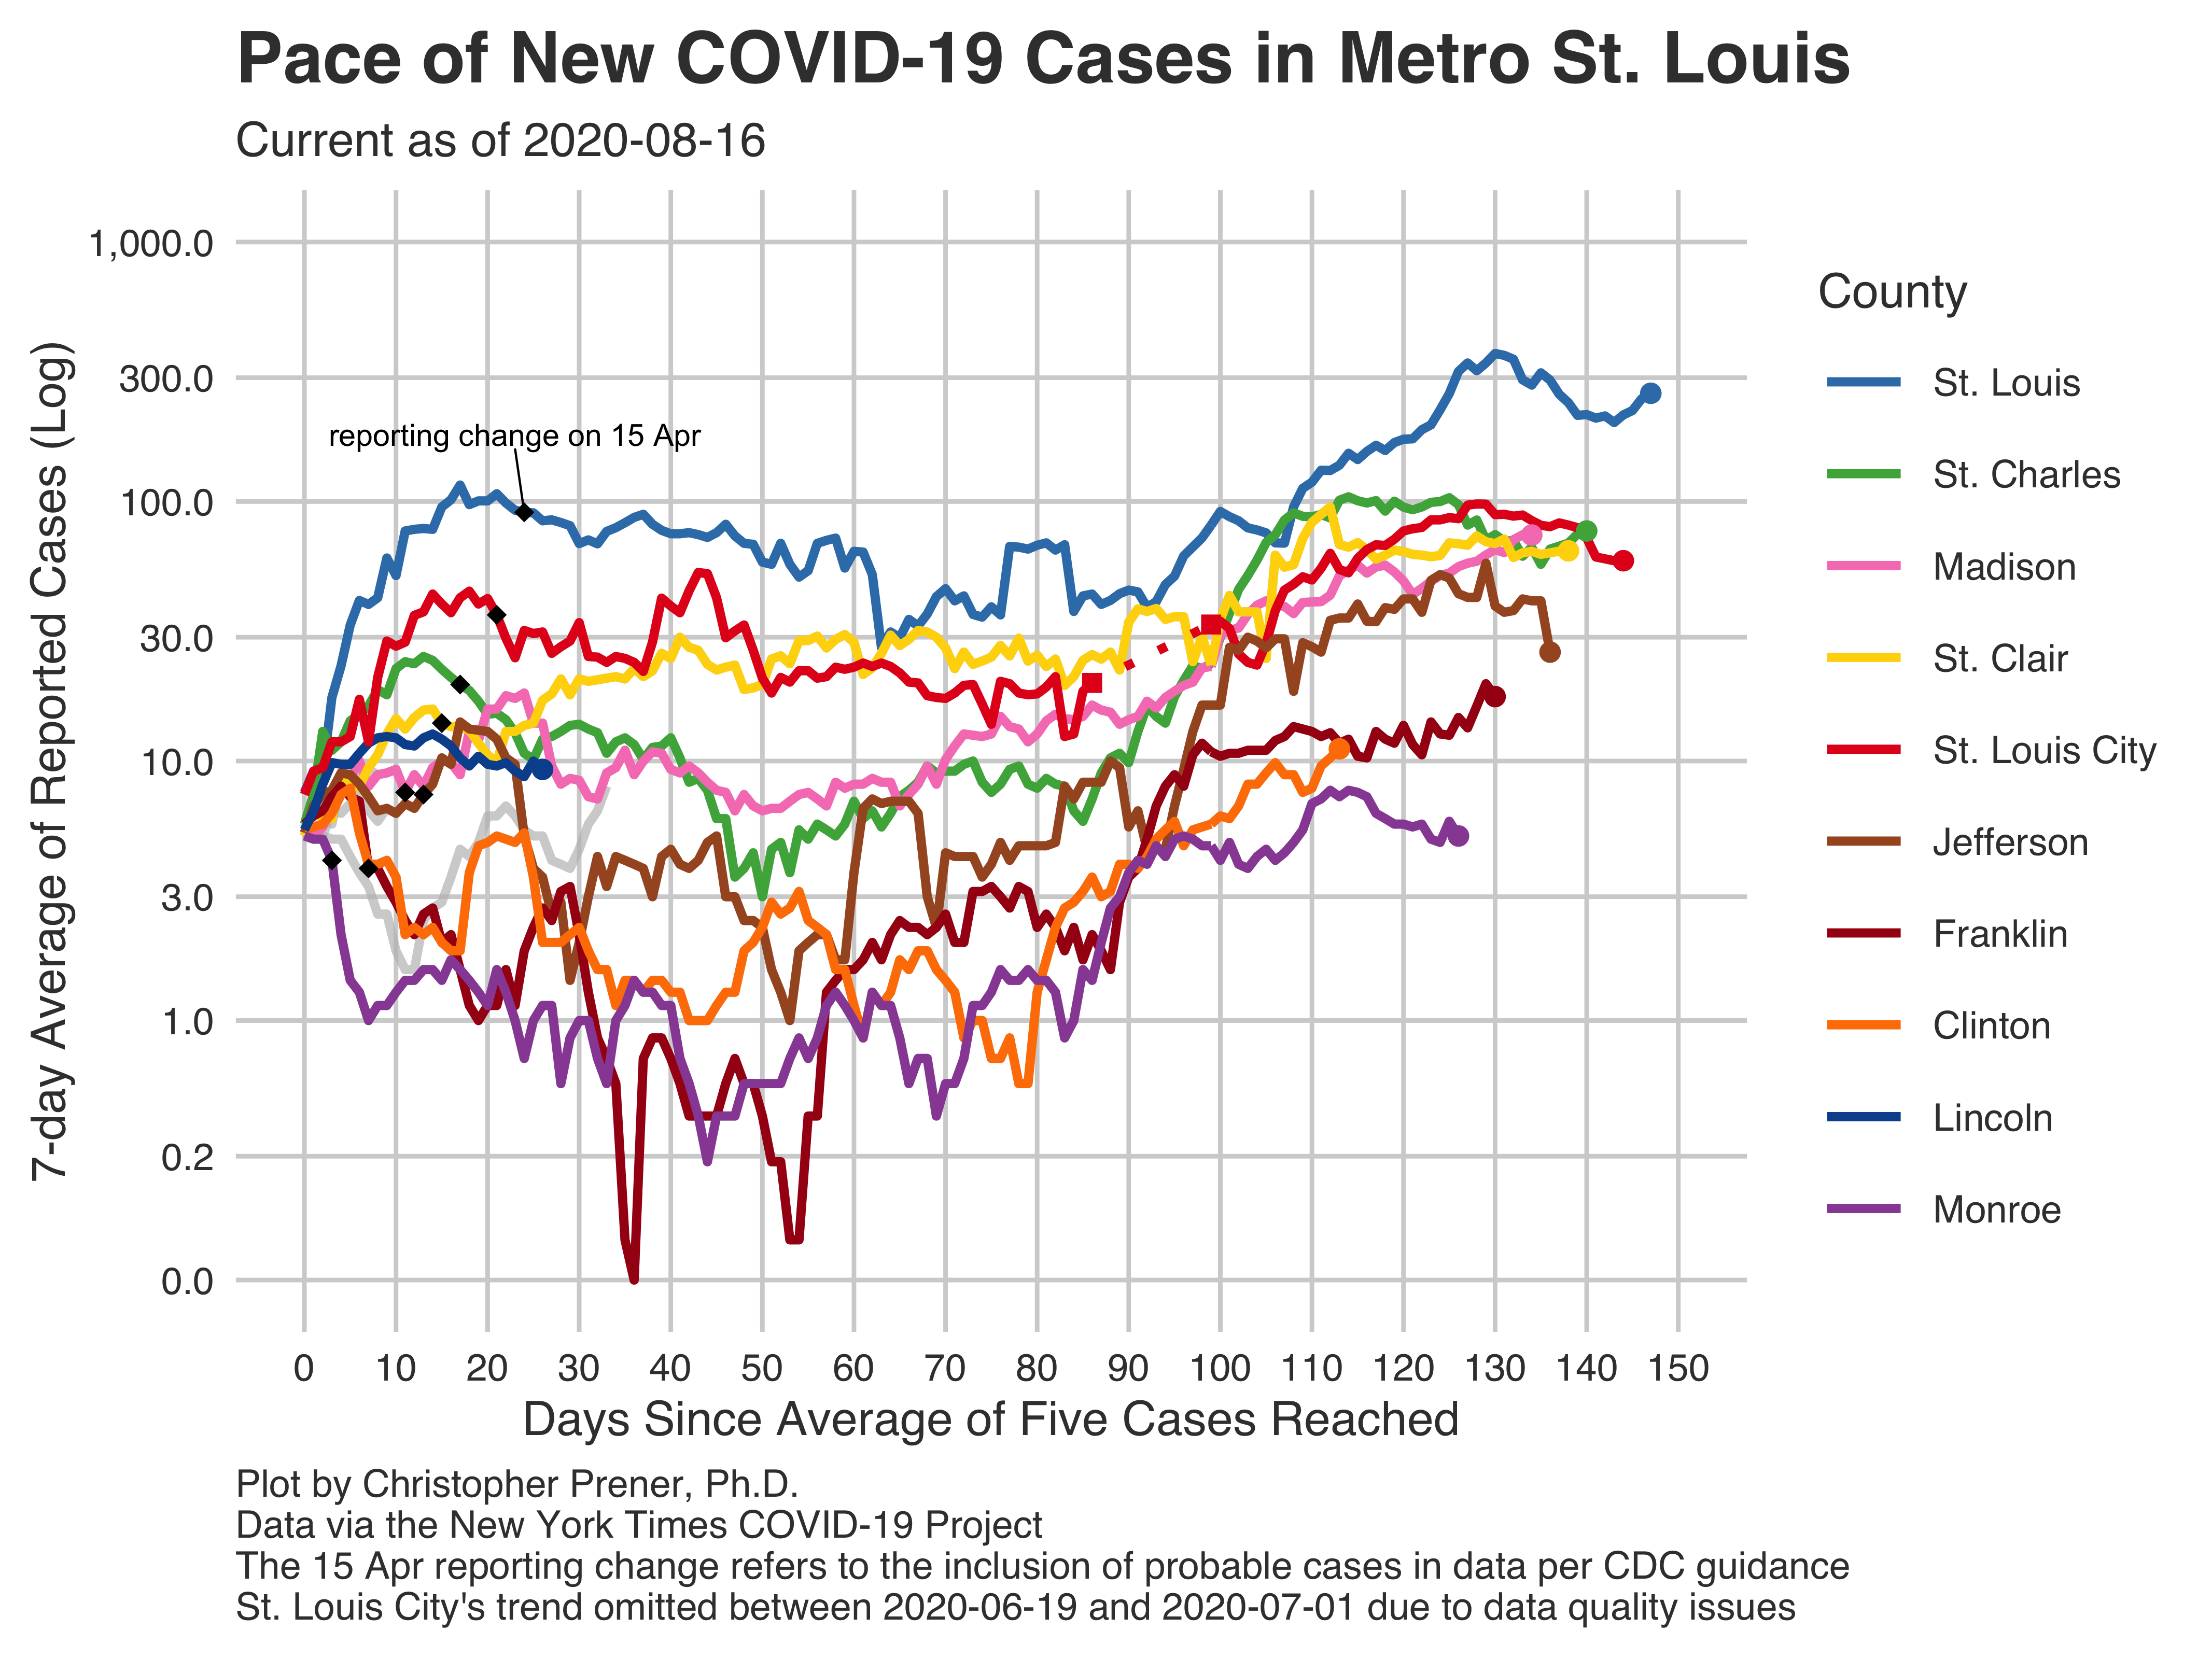 Pace of New COVID-19 Cases in Metro St. Louis
Current as of 2020-08-16
7-day Average of Reported Cases (Log)
1,000.0
300.0
100.0
30.0
10.0
3.0
1.0
0.2
0.0
reporting change on 15 Apr
0 10 20 30 40 50 60 70 80 90 100 110 120 130 140 150
Days Since Average of Five Cases Reached
County
St. Louis
St. Charles
Madison
St. Clair
St. Louis City
Jefferson
Franklin
Clinton
Lincoln
Monroe
Plot by Christopher Prener, Ph.D.
Data via the New York Times COVID-19 Project
The 15 Apr reporting change refers to the inclusion of probable cases in data per CDC guidance
St. Louis City's trend omitted between 2020-06-19 and 2020-07-01 due to data quality issues